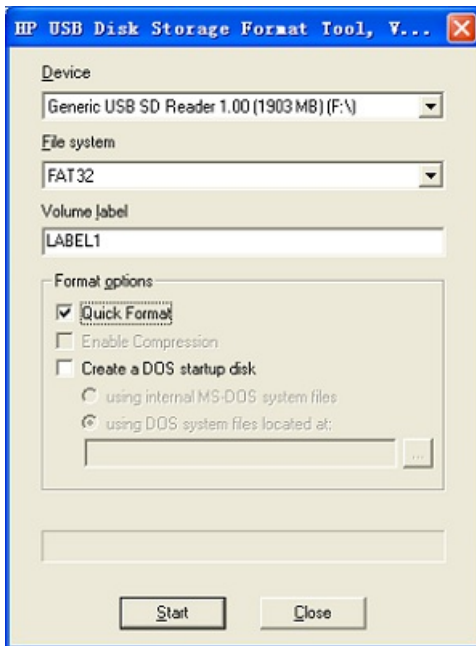 HP USB Disk Storage Format Tool, V...
Device
Generic USB SD Reader 1.00 (1903 MB) (F:\)
File system
FAT32
Volume label
LABEL1
Format options
Quick Format
Enable Compression
Create a DOS startup disk
using internal MS-DOS system files
using DOS system files located at:
...
Start
Close